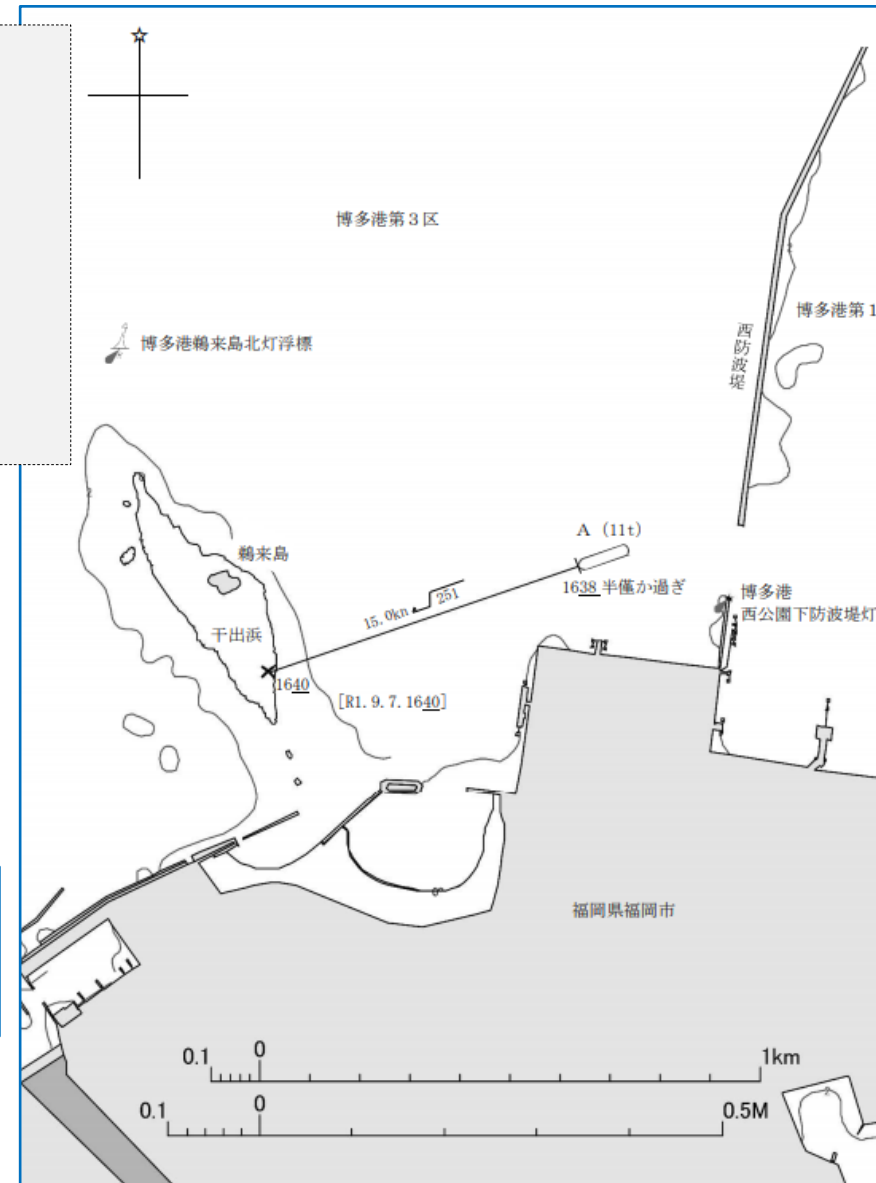 博多港第3区
博多港第1
西防波堤
博多港鵜来島北灯浮標
2
2
鵜来島
A (11t)
1638 半僅か過ぎ
15.0kn
251
博多港
西公園下防波堤灯
干出浜
1640
[R1.9.7.1640]
福岡県福岡市
0.1 0 1km
0.1 0 0.5M
2